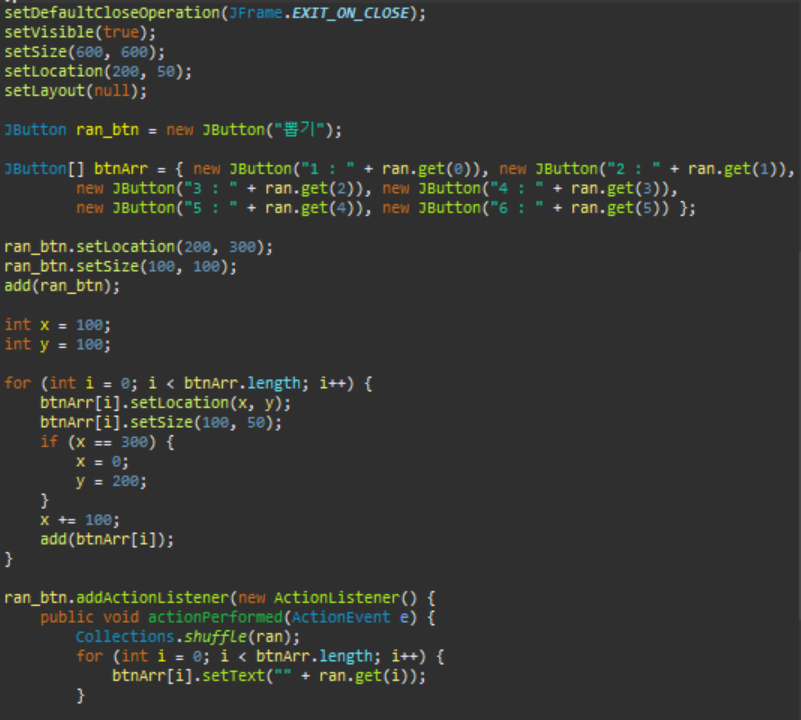 setDefaultCloseOperation(JFrame.EXIT_ON_CLOSE);
setVisible(true);
setSize(600, 600);
setLocation(200, 50);
setLayout(null);
JButton ran_btn = new JButton("뽑기");
JButton[] btnArr = { new JButton("1 : " + ran.get(0)), new JButton("2 : " + ran.get(1)),
new JButton("3 : " + ran.get(2)), new JButton("4 : " + ran.get(3)),
new JButton("5 : " + ran.get(4)), new JButton("6 : " + ran.get(5)) };
ran_btn.setLocation(200, 300);
ran_btn.setSize(100, 100);
add(ran_btn);
int x = 100;
int y = 100;
for (int i = 0; i < btnArr.length; i++) {
btnArr[i].setLocation(x, y);
btnArr[i].setSize(100, 50);
if (x == 300) {
x = 0;
y = 200;
}
x += 100;
add(btnArr[i]);
}
ran_btn.addActionListener(new ActionListener() {
public void actionPerformed(ActionEvent e) {
Collections.shuffle(ran);
for (int i = 0; i < btnArr.length; i++) {
btnArr[i].setText("" + ran.get(i));
}